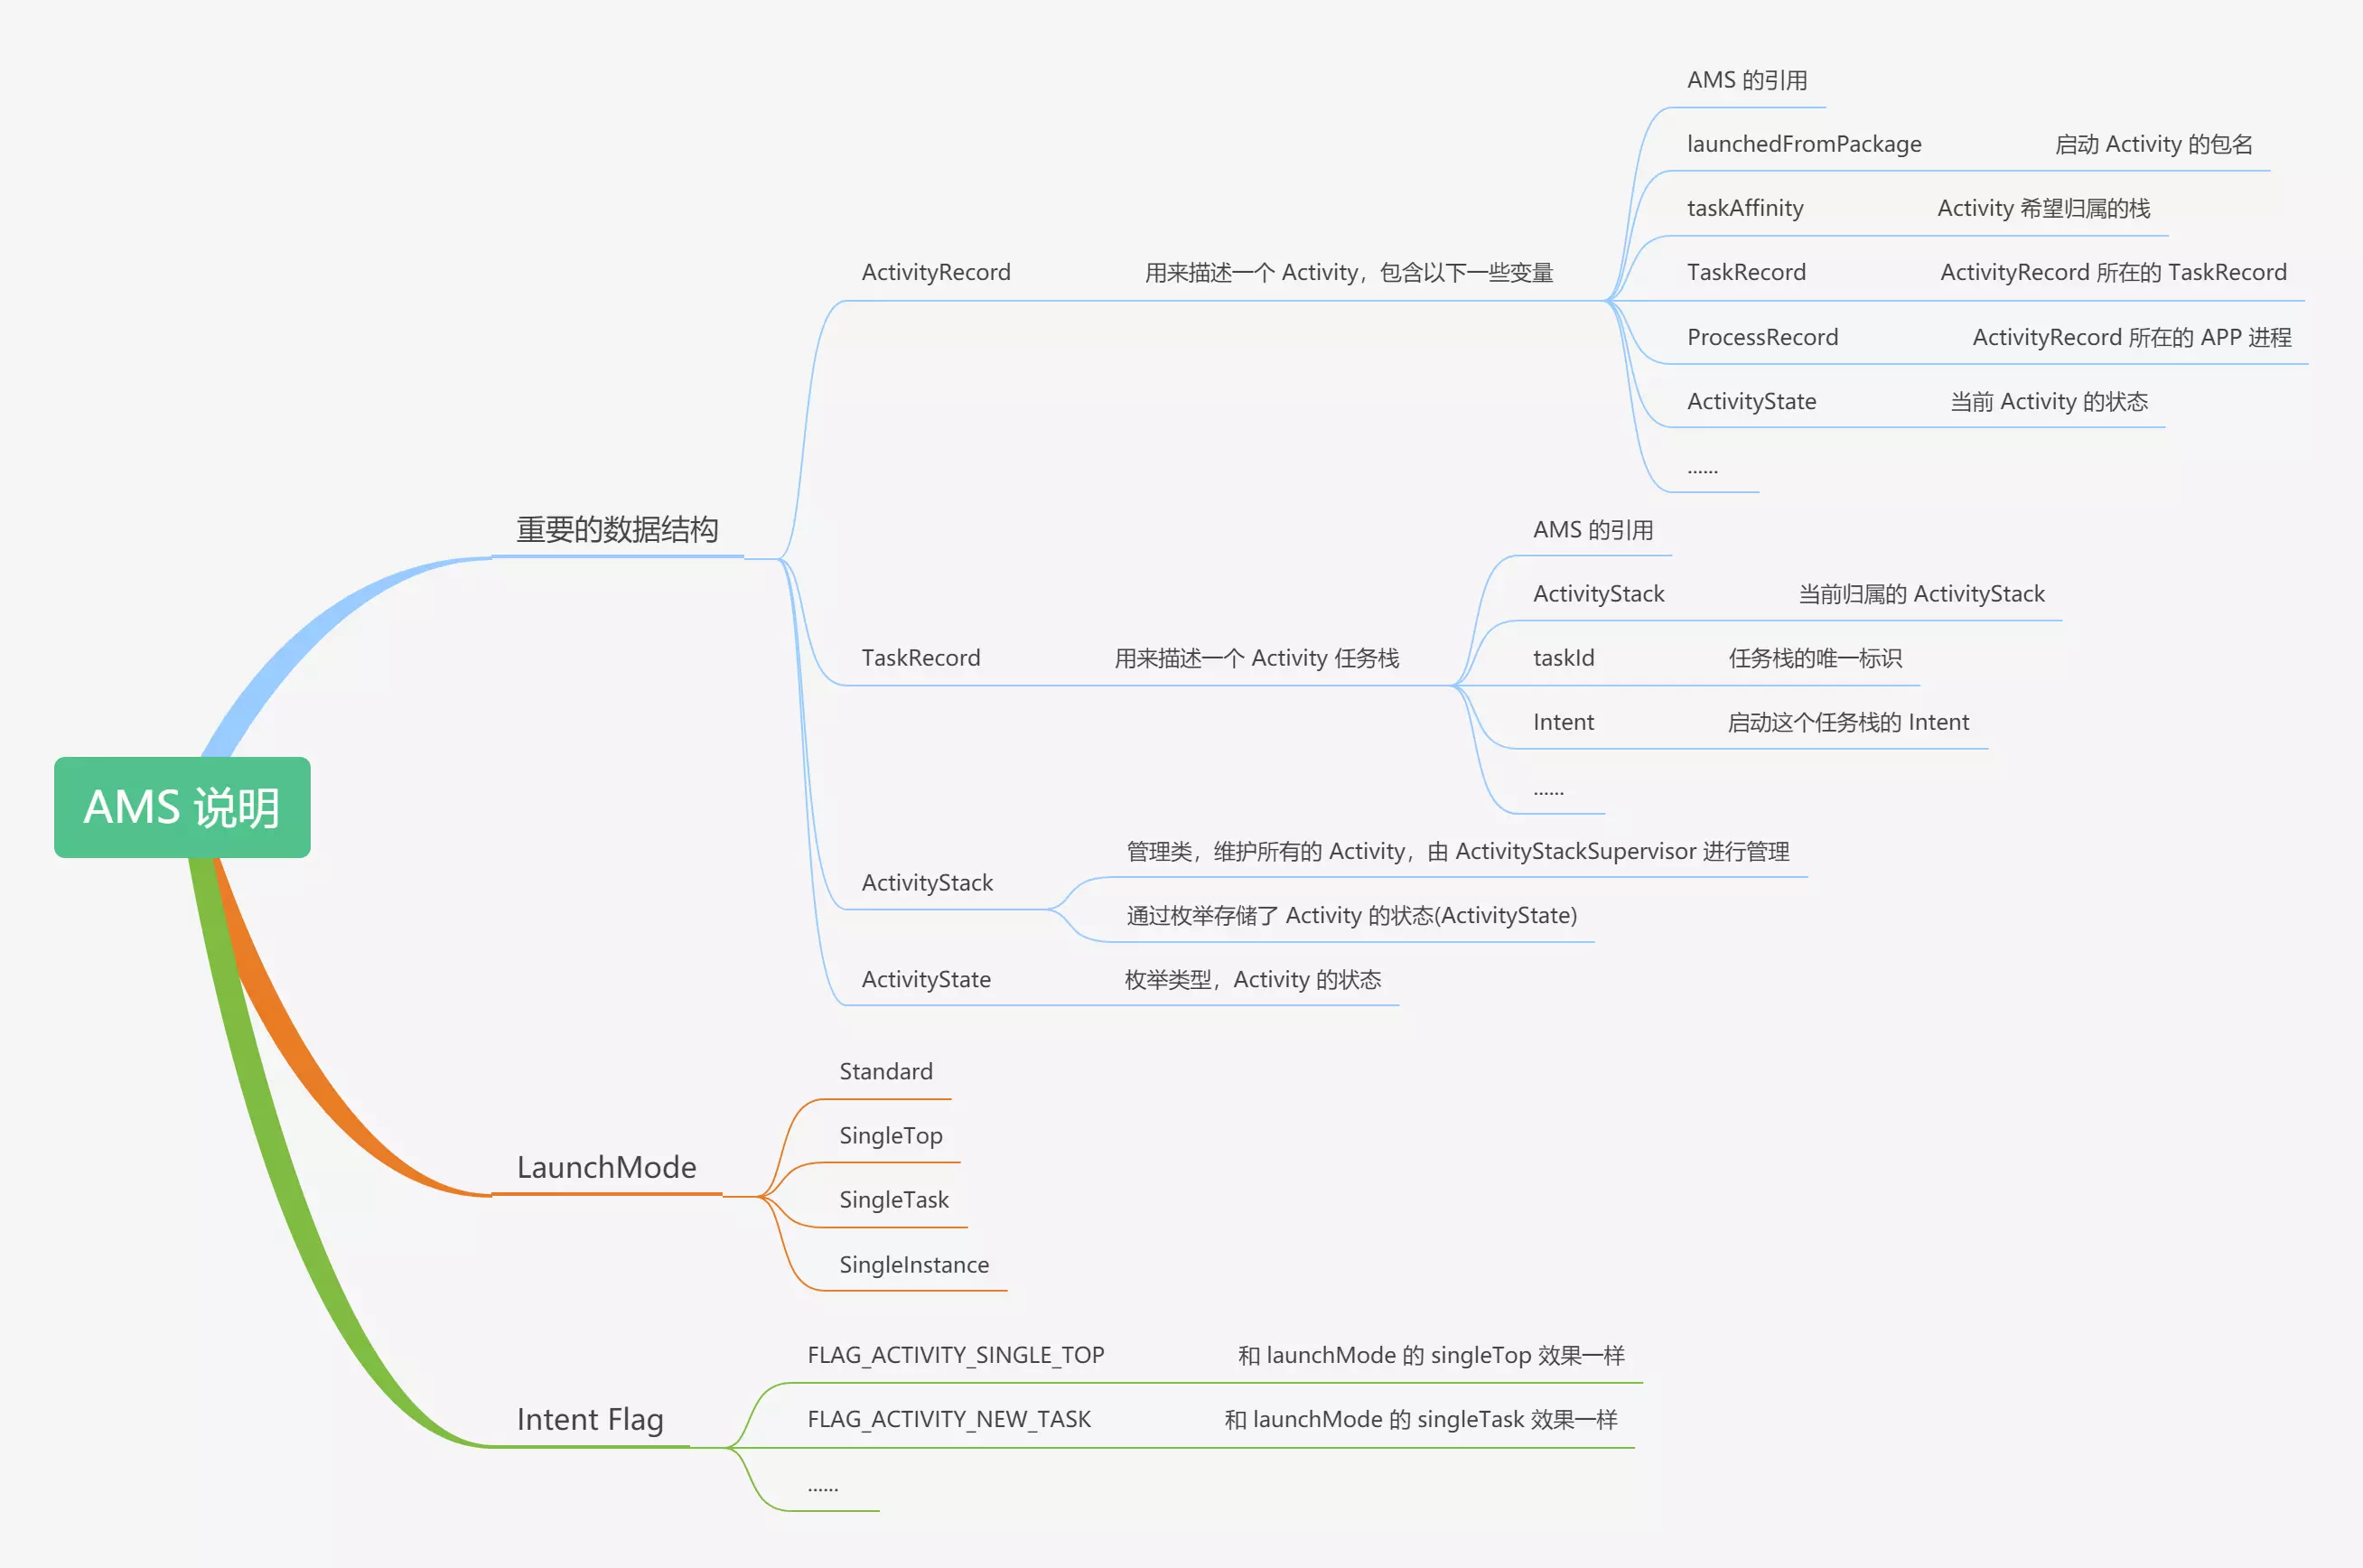 AMS 说明
重要的数据结构
ActivityRecord 用来描述一个 Activity，包含以下一些变量
AMS 的引用
launchedFromPackage 启动 Activity 的包名
taskAffinity Activity 希望归属的栈
TaskRecord ActivityRecord 所在的 TaskRecord
ProcessRecord ActivityRecord 所在的 APP 进程
ActivityState 当前 Activity 的状态
......
TaskRecord 用来描述一个 Activity 任务栈
AMS 的引用
ActivityStack 当前归属的 ActivityStack
taskId 任务栈的唯一标识
Intent 启动这个任务栈的 Intent
......
ActivityStack
管理类，维护所有的 Activity，由 ActivityStackSupervisor 进行管理
通过枚举存储了 Activity 的状态(ActivityState)
ActivityState 枚举类型，Activity 的状态
LaunchMode
Standard
SingleTop
SingleTask
SingleInstance
Intent Flag
FLAG_ACTIVITY_SINGLE_TOP 和 launchMode 的 singleTop 效果一样
FLAG_ACTIVITY_NEW_TASK 和 launchMode 的 singleTask 效果一样
......